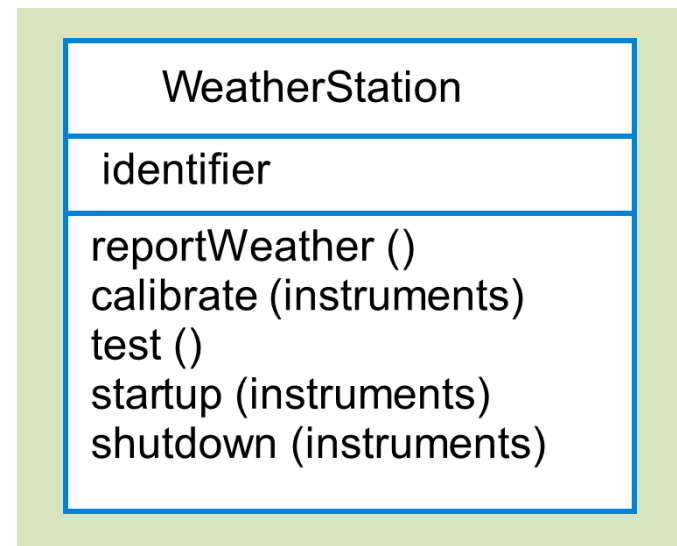 WeatherStation
identifier
reportWeather ()
calibrate (instruments)
test ()
startup (instruments)
shutdown (instruments)